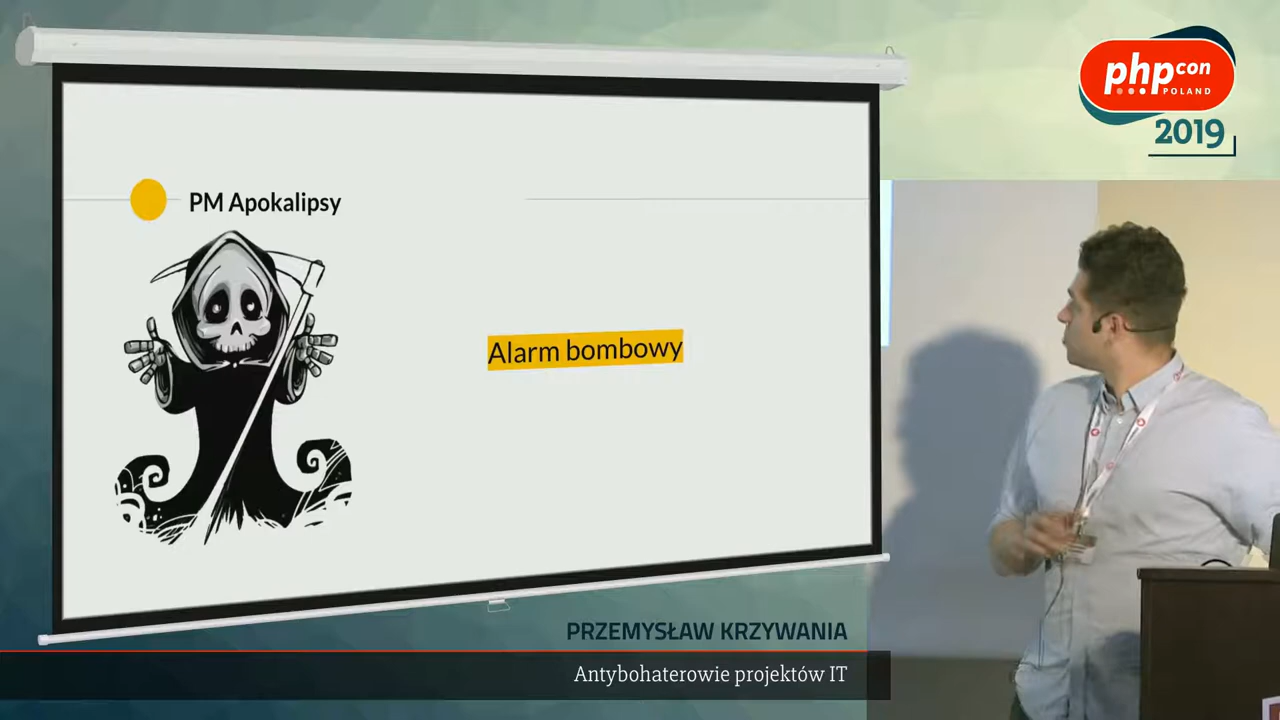 php con
POLAND
2019
PM Apokalipsy
Alarm bombowy
PRZEMYSŁAW KRZYWANIA
Antybohaterowie projektów IT